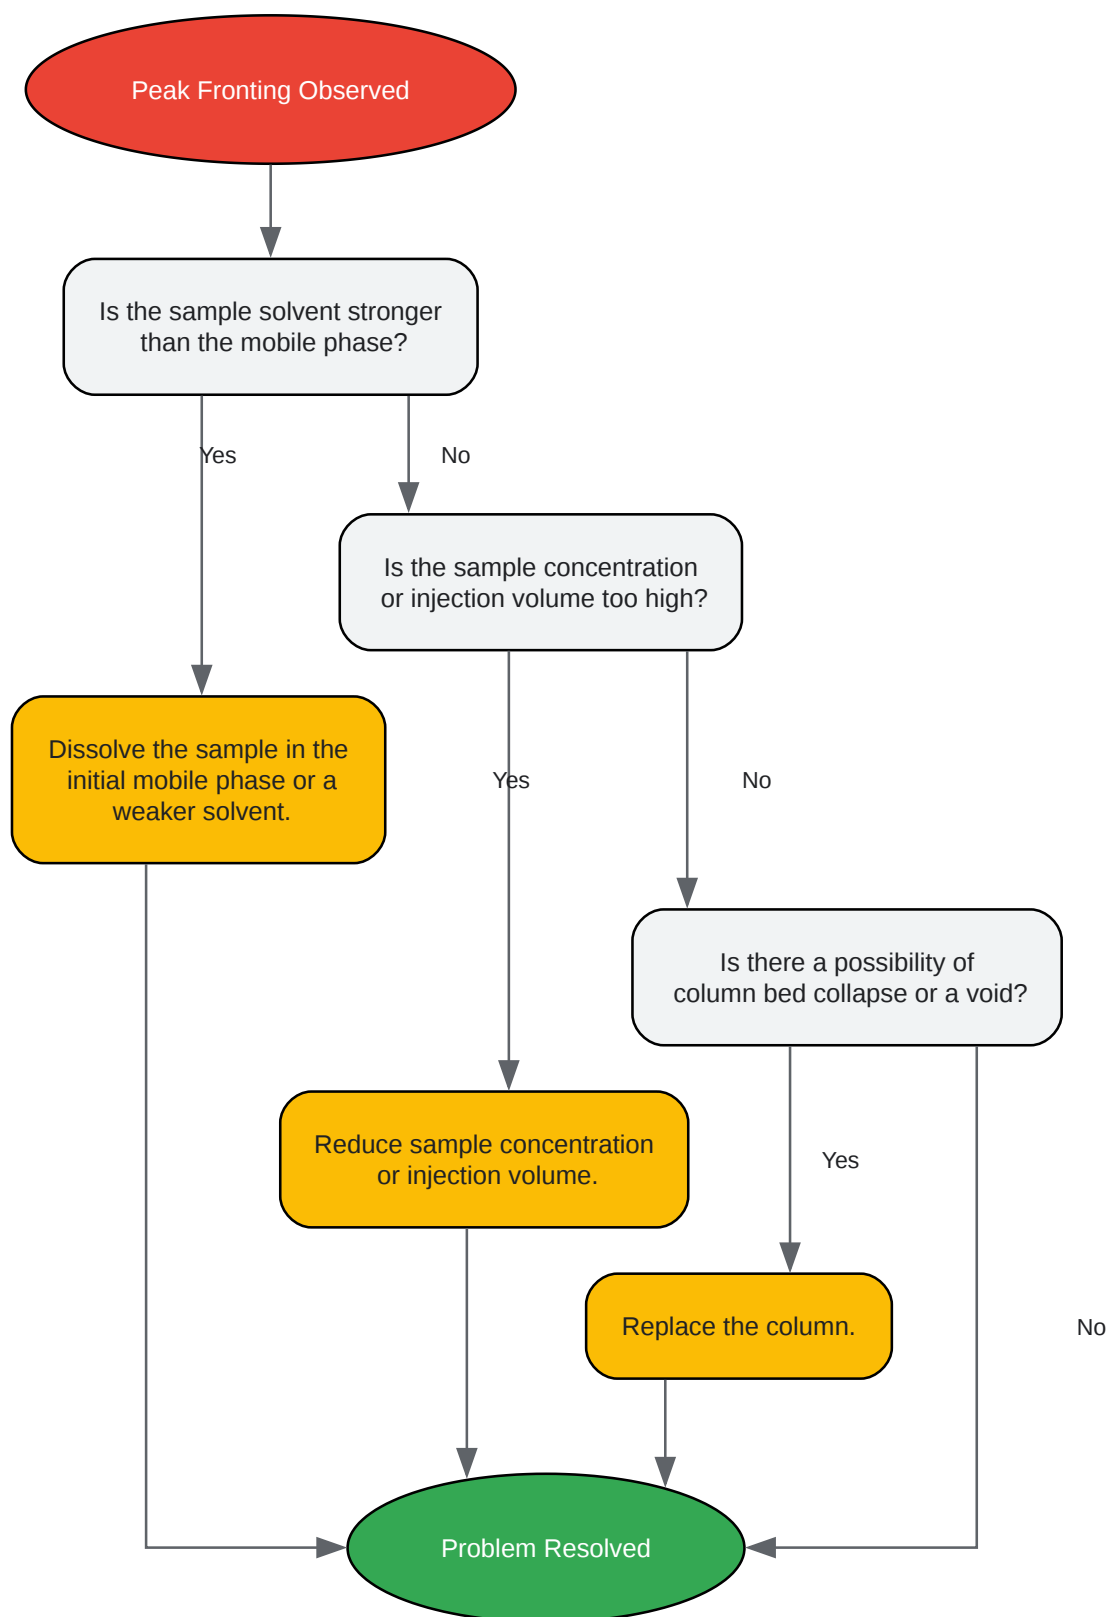 Peak Fronting Observed
Is the sample solvent stronger
than the mobile phase?
Yes
No
Is the sample concentration
or injection volume too high?
Dissolve the sample in the
initial mobile phase or a
weaker solvent.
Yes
No
Is there a possibility of
column bed collapse or a void?
Reduce sample concentration
or injection volume.
Yes
Replace the column.
No
Problem Resolved